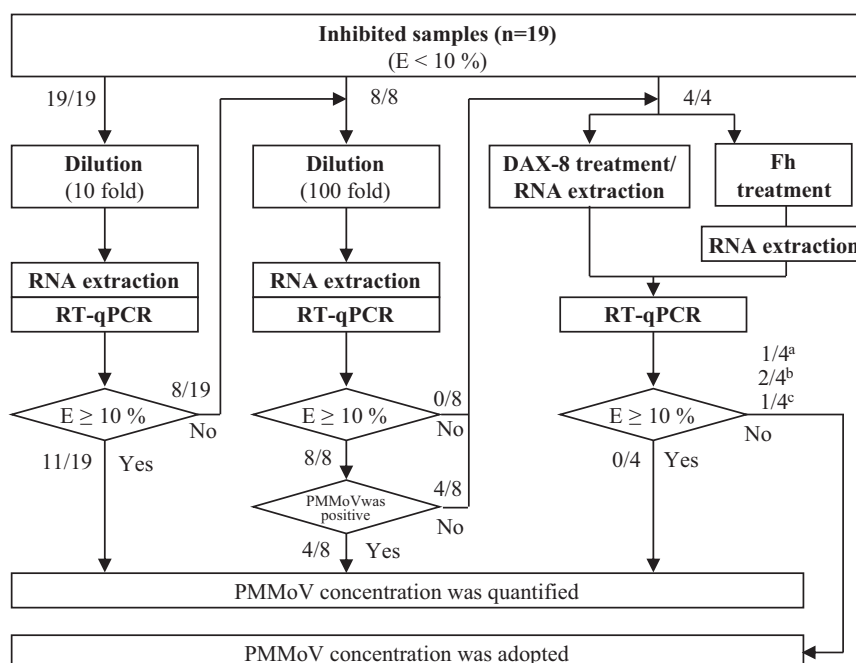 Inhibited samples (n=19)
(E < 10 %)
19/19
8/8
4/4
Dilution
(10 fold)
Dilution
(100 fold)
DAX-8 treatment/
RNA extraction
Fh
treatment
RNA extraction
RNA extraction
RT-qPCR
RNA extraction
RT-qPCR
RT-qPCR
8/19
E ≥ 10 %
No
11/19
Yes
0/8
E ≥ 10 %
No
8/8
4/8
PMMoVwas
positive
No
4/8
Yes
1/4ᵃ
2/4ᵇ
1/4ᶜ
E ≥ 10 %
No
0/4
Yes
PMMoV concentration was quantified
PMMoV concentration was adopted